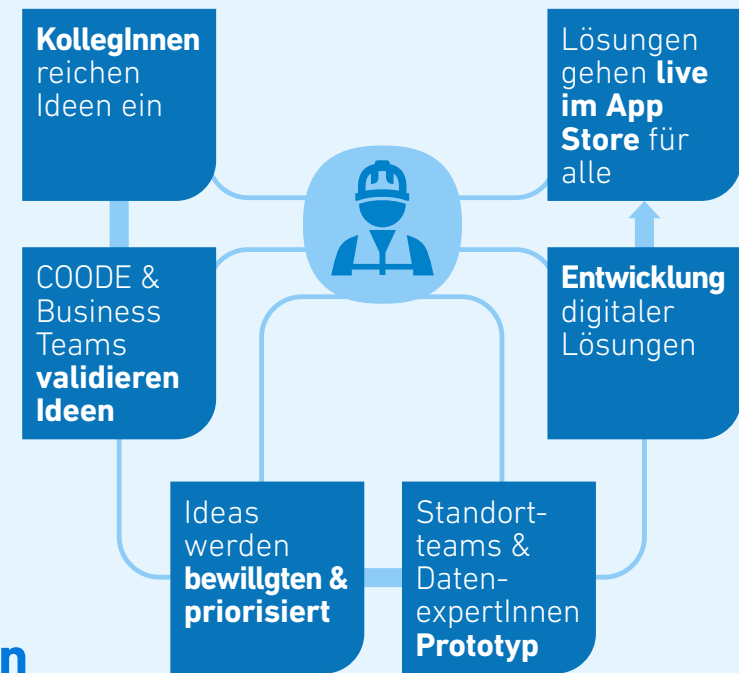 KollegInnen
reichen
Ideen ein
COODE &
Business
Teams
validieren
Ideen
Ideas
werden
bewillgten &
priorisiert
Standort-
teams &
Daten-
expertInnen
Prototyp
Entwicklung
digitaler
Lösungen
Lösungen
gehen live
im App
Store für
alle
n